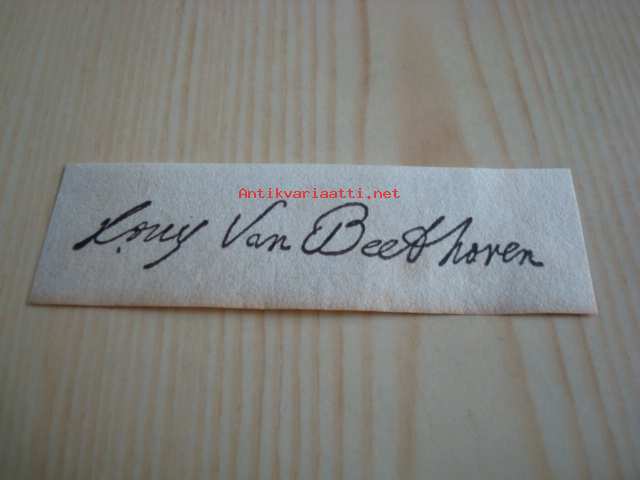 Antikvariaatti.net
Louis Van Beethoven